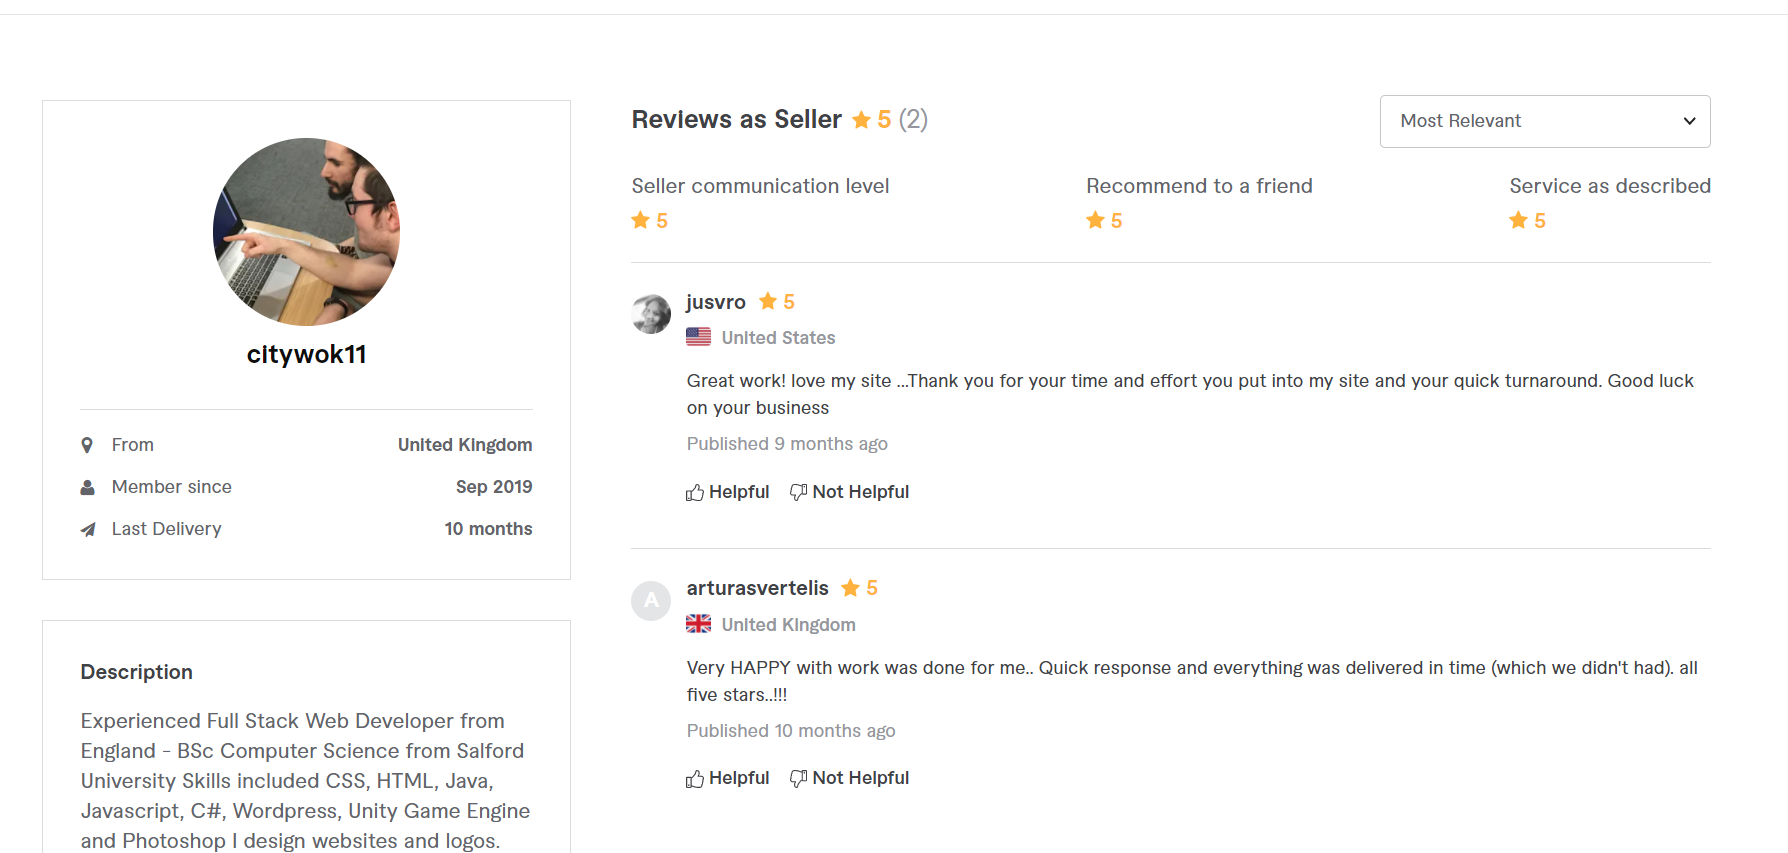 citywok11
From United Kingdom
Member since Sep 2019
Last Delivery 10 months
Description
Experienced Full Stack Web Developer from
England - BSc Computer Science from Salford
University Skills included CSS, HTML, Java,
Javascript, C#, Wordpress, Unity Game Engine
and Photoshop I design websites and logos.
Reviews as Seller 5 (2)
Most Relevant
Seller communication level
5
Recommend to a friend
5
Service as described
5
jusvro 5
United States
Great work! love my site ...Thank you for your time and effort you put into my site and your quick turnaround. Good luck
on your business
Published 9 months ago
Helpful Not Helpful
A
arturasvertelis 5
United Kingdom
Very HAPPY with work was done for me.. Quick response and everything was delivered in time (which we didn't had). all
five stars..!!!
Published 10 months ago
Helpful Not Helpful